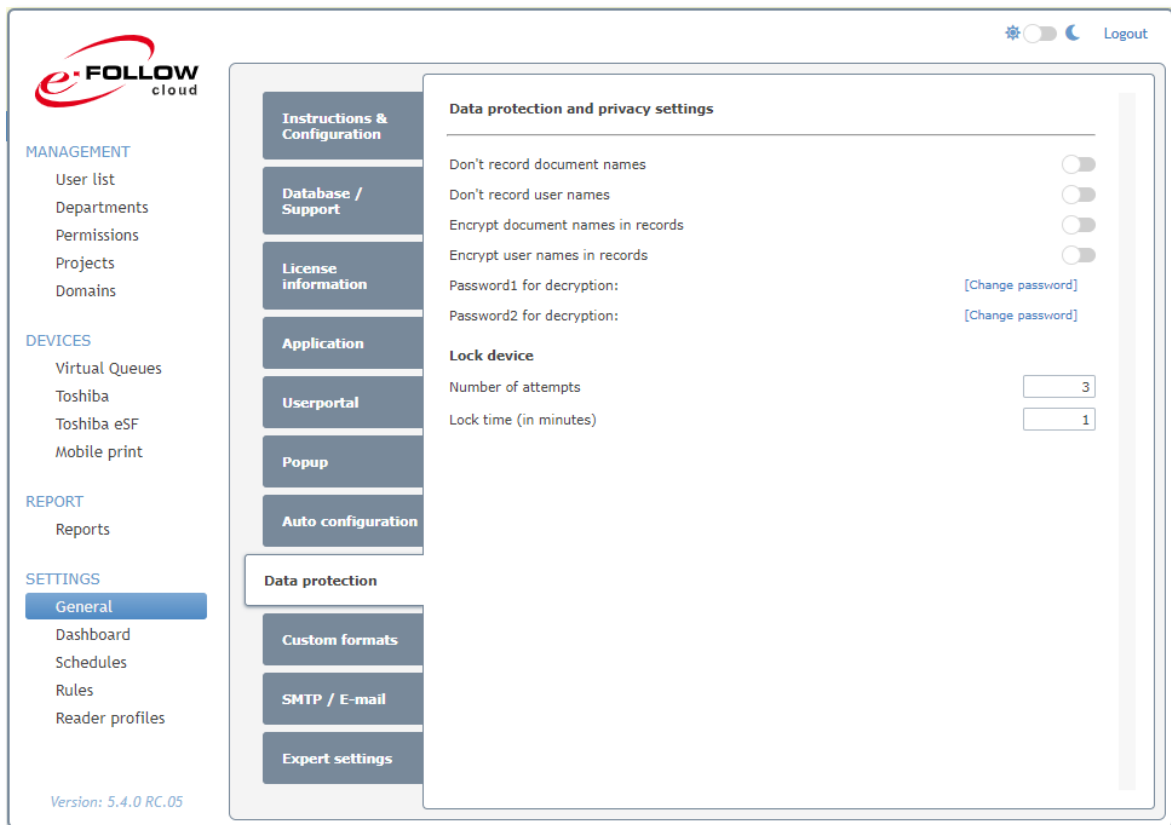 e-FOLLOW
cloud
Logout
MANAGEMENT
User list
Departments
Permissions
Projects
Domains
DEVICES
Virtual Queues
Toshiba
Toshiba eSF
Mobile print
REPORT
Reports
SETTINGS
General
Dashboard
Schedules
Rules
Reader profiles
Version: 5.4.0 RC.05
Instructions &
Configuration
Database /
Support
License
information
Application
Userportal
Popup
Auto configuration
Data protection
Custom formats
SMTP / E-mail
Expert settings
Data protection and privacy settings
Don't record document names
Don't record user names
Encrypt document names in records
Encrypt user names in records
Password1 for decryption: [Change password]
Password2 for decryption: [Change password]
Lock device
Number of attempts 3
Lock time (in minutes) 1